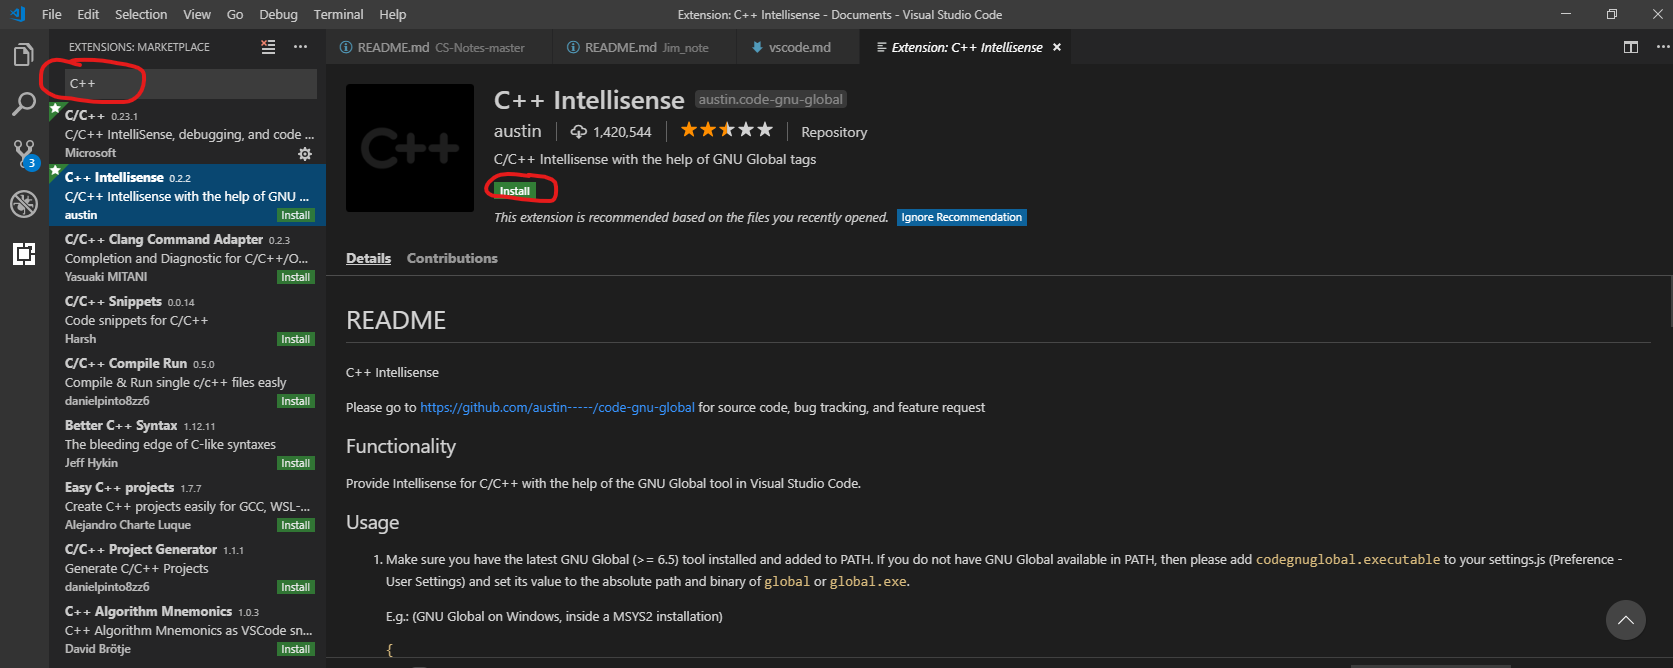 File Edit Selection View Go Debug Terminal Help
Extension: C++ Intellisense - Documents - Visual Studio Code
EXTENSIONS: MARKETPLACE
README.md CS-Notes-master
README.md Jim_note
vscode.md
Extension: C++ Intellisense
C++
C/C++ 0.23.1
C/C++ IntelliSense, debugging, and code ...
Microsoft
3
C++ Intellisense 0.2.2
C/C++ Intellisense with the help of GNU ...
austin Install
C/C++ Clang Command Adapter 0.2.3
Completion and Diagnostic for C/C++/O...
Yasuaki MITANI Install
C/C++ Snippets 0.0.14
Code snippets for C/C++
Harsh Install
C/C++ Compile Run 0.5.0
Compile & Run single c/c++ files easly
danielpinto8zz6 Install
Better C++ Syntax 1.12.11
The bleeding edge of C-like syntaxes
Jeff Hykin Install
Easy C++ projects 1.7.7
Create C++ projects easily for GCC, WSL-...
Alejandro Charte Luque Install
C/C++ Project Generator 1.1.1
Generate C/C++ Projects
danielpinto8zz6 Install
C++ Algorithm Mnemonics 1.0.3
C++ Algorithm Mnemonics as VSCode sn...
David Brötje Install
C++
C++ Intellisense austin.code-gnu-global
austin 1,420,544 Repository
C/C++ Intellisense with the help of GNU Global tags
Install
This extension is recommended based on the files you recently opened. Ignore Recommendation
Details Contributions
README
C++ Intellisense
Please go to https://github.com/austin-----/code-gnu-global for source code, bug tracking, and feature request
Functionality
Provide Intellisense for C/C++ with the help of the GNU Global tool in Visual Studio Code.
Usage
1. Make sure you have the latest GNU Global (>= 6.5) tool installed and added to PATH. If you do not have GNU Global available in PATH, then please add codegnuglobal.executable to your settings.js (Preference -
User Settings) and set its value to the absolute path and binary of global or global.exe.
E.g.: (GNU Global on Windows, inside a MSYS2 installation)
{